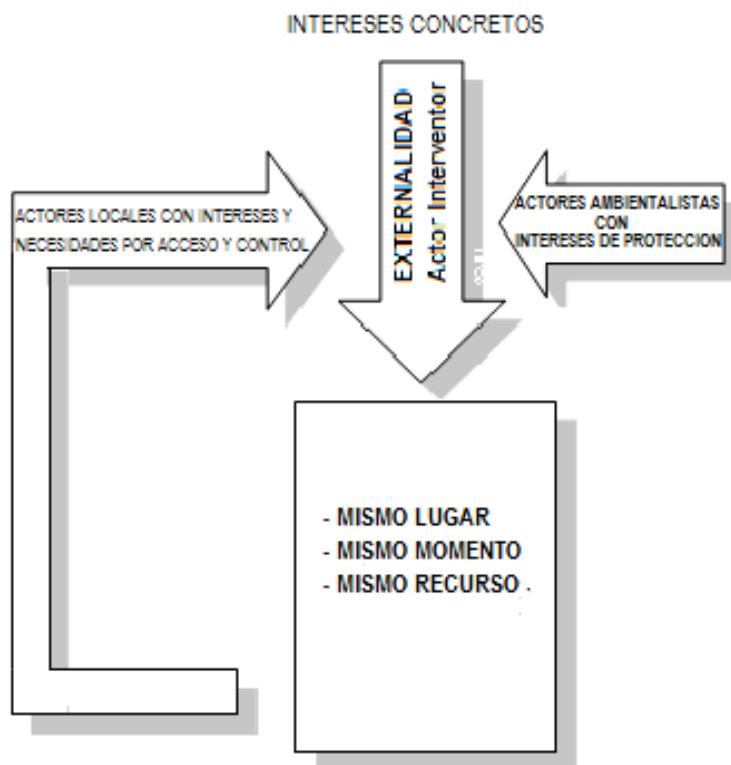 INTERESES CONCRETOS
EXTERNALIDAD
Actor Interventor
ACTORES LOCALES CON INTERESES Y
NECESIDADES POR ACCESO Y CONTROL
ACTORES AMBIENTALISTAS
CON
INTERESES DE PROTECCION
- MISMO LUGAR
- MISMO MOMENTO
- MISMO RECURSO .